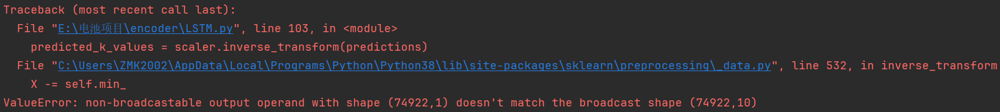 Traceback (most recent call last):
  File "E:\电池项目\encoder\LSTM.py", line 103, in <module>
    predicted_k_values = scaler.inverse_transform(predictions)
  File "C:\Users\ZMK2002\AppData\Local\Programs\Python\Python38\lib\site-packages\sklearn\preprocessing\_data.py", line 532, in inverse_transform
    X -= self.min_
ValueError: non-broadcastable output operand with shape (74922,1) doesn't match the broadcast shape (74922,10)